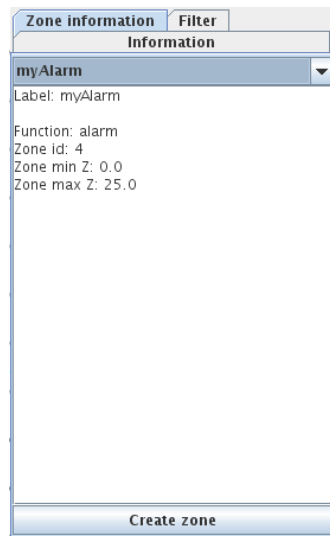 Zone information Filter
Information
myAlarm
Label: myAlarm
Function: alarm
Zone id: 4
Zone min Z: 0.0
Zone max Z: 25.0
Create zone